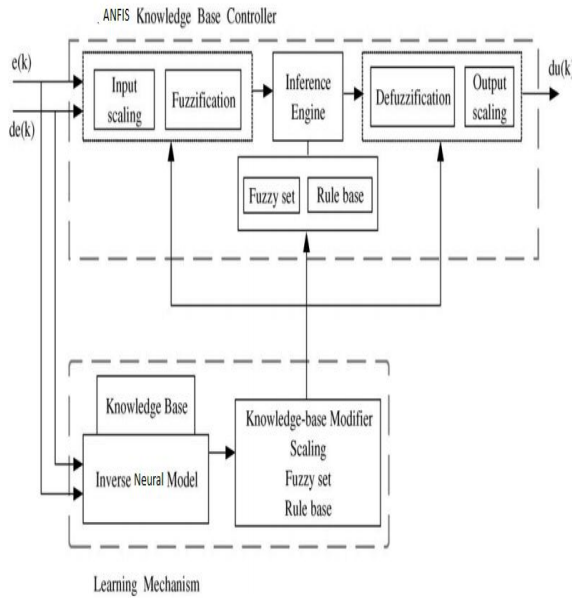 . ANFIS Knowledge Base Controller
e(k)
de(k)
Input
scaling
Fuzzification
Inference
Engine
Defuzzification
Output
scaling
du(k)
Fuzzy set
Rule base
Knowledge Base
Inverse Neural Model
Knowledge-base Modifier
Scaling
Fuzzy set
Rule base
Learning Mechanism